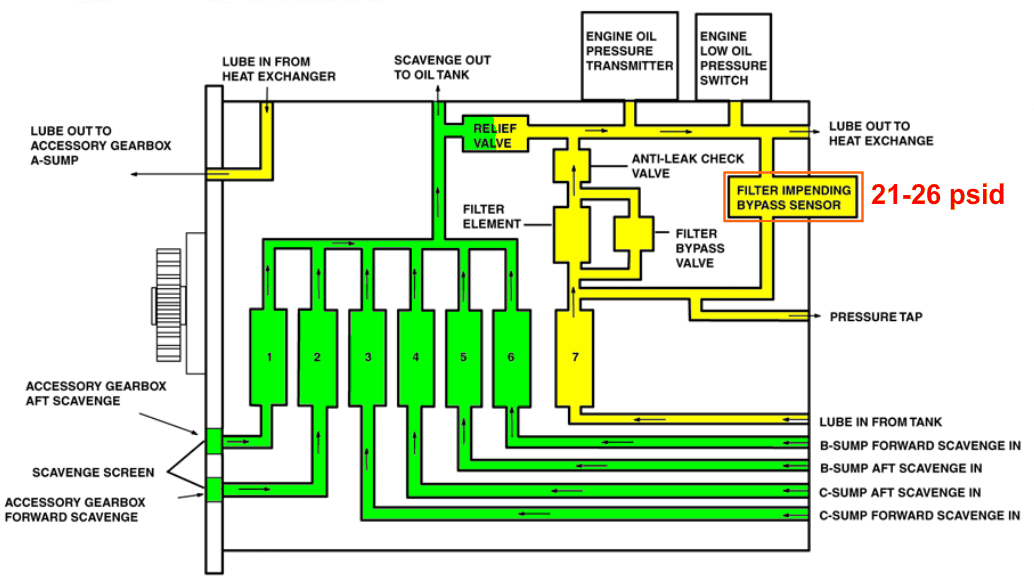 ENGINE OIL
PRESSURE
TRANSMITTER
ENGINE
LOW OIL
PRESSURE
SWITCH
LUBE IN FROM
HEAT EXCHANGER
SCAVENGE OUT
TO OIL TANK
LUBE OUT TO
ACCESSORY GEARBOX
A-SUMP
RELIEF
VALVE
LUBE OUT TO
HEAT EXCHANGE
ANTI-LEAK CHECK
VALVE
FILTER IMPENDING
BYPASS SENSOR
21-26 psid
FILTER
ELEMENT
FILTER
BYPASS
VALVE
PRESSURE TAP
1
2
3
4
5
6
7
ACCESSORY GEARBOX
AFT SCAVENGE
LUBE IN FROM TANK
B-SUMP FORWARD SCAVENGE IN
SCAVENGE SCREEN
B-SUMP AFT SCAVENGE IN
C-SUMP AFT SCAVENGE IN
ACCESSORY GEARBOX
FORWARD SCAVENGE
C-SUMP FORWARD SCAVENGE IN